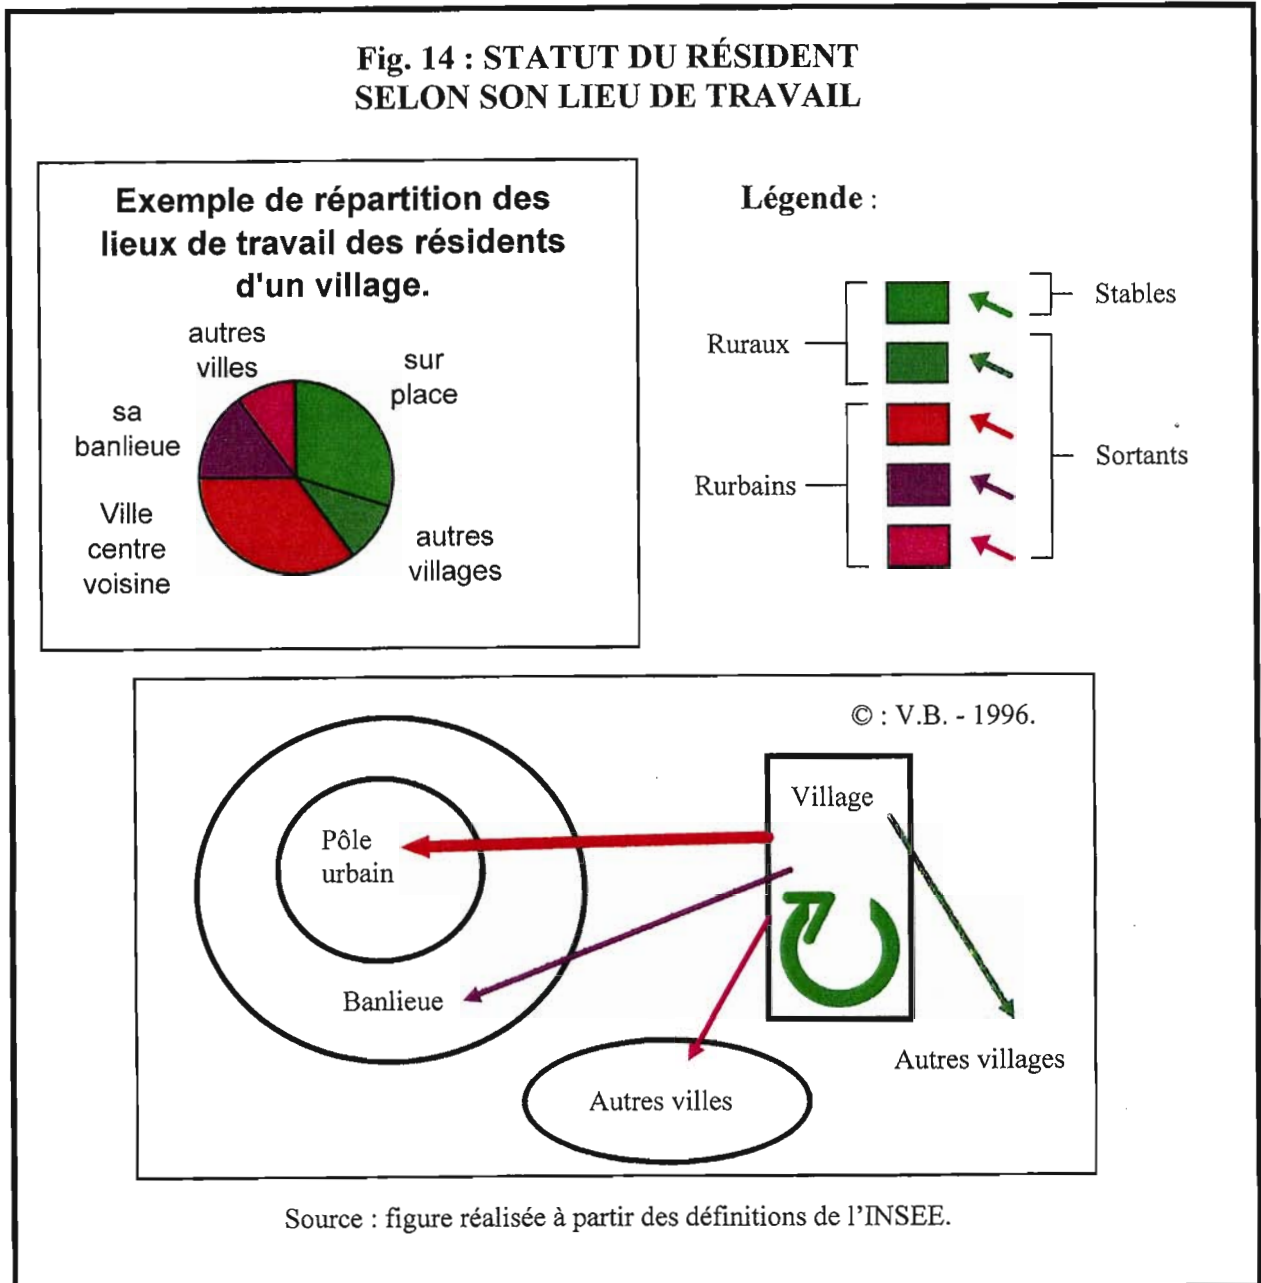 Fig. 14 : STATUT DU RÉSIDENT
SELON SON LIEU DE TRAVAIL
Exemple de répartition des
lieux de travail des résidents
d'un village.
autres
villes
sur
place
sa
banlieue
Ville
centre
voisine
autres
villages
Légende :
Ruraux
Rurbains
Stables
Sortants
© : V.B. - 1996.
Village
Pôle
urbain
Banlieue
Autres villes
Autres villages
Source : figure réalisée à partir des définitions de l'INSEE.